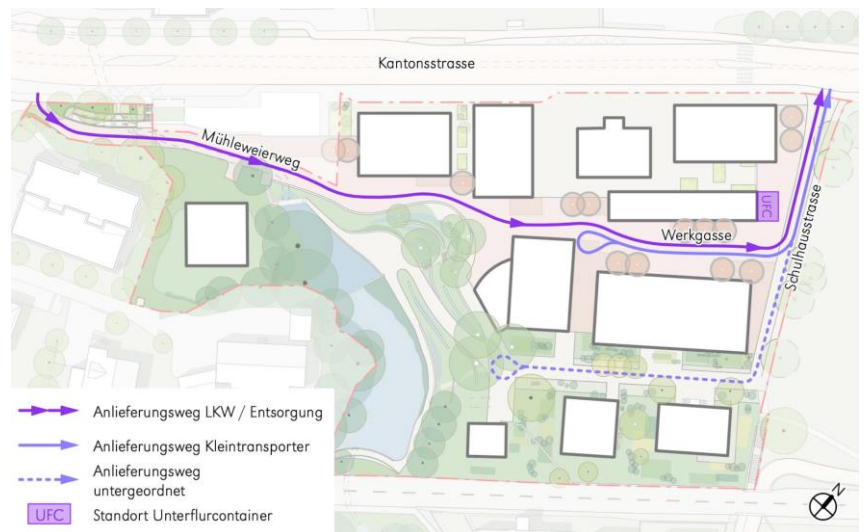 Kantonsstrasse
Mühleweierweg
UFC
Werkgasse
Schulhausstrasse
Anlieferungsweg LKW / Entsorgung
Anlieferungsweg Kleintransporter
Anlieferungsweg
untergeordnet
UFC Standort Unterflurcontainer
N